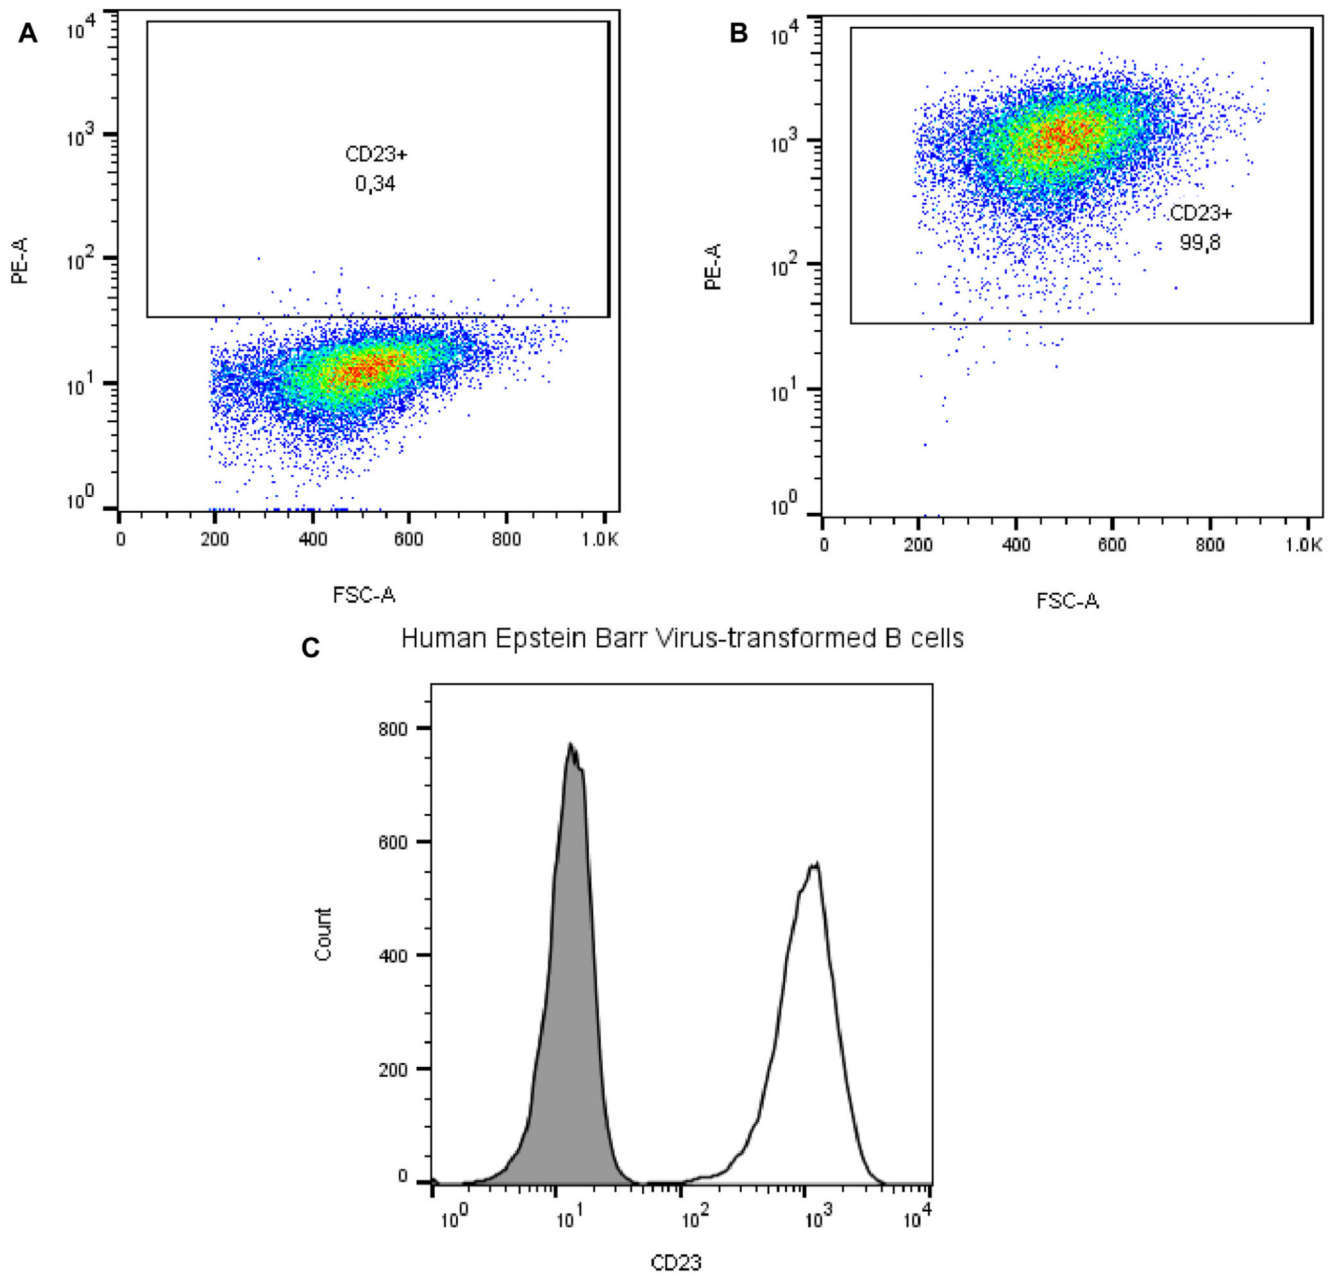 A
10^4
10^3
10^2
10^1
10^0
PE-A
CD23+
0,34
0
200
400
600
800
1.0K
FSC-A
B
10^4
10^3
10^2
10^1
10^0
PE-A
CD23+
99,8
0
200
400
600
800
1.0K
FSC-A
C
Human Epstein Barr Virus-transformed B cells
800
600
400
200
0
Count
10^0
10^1
10^2
10^3
10^4
CD23